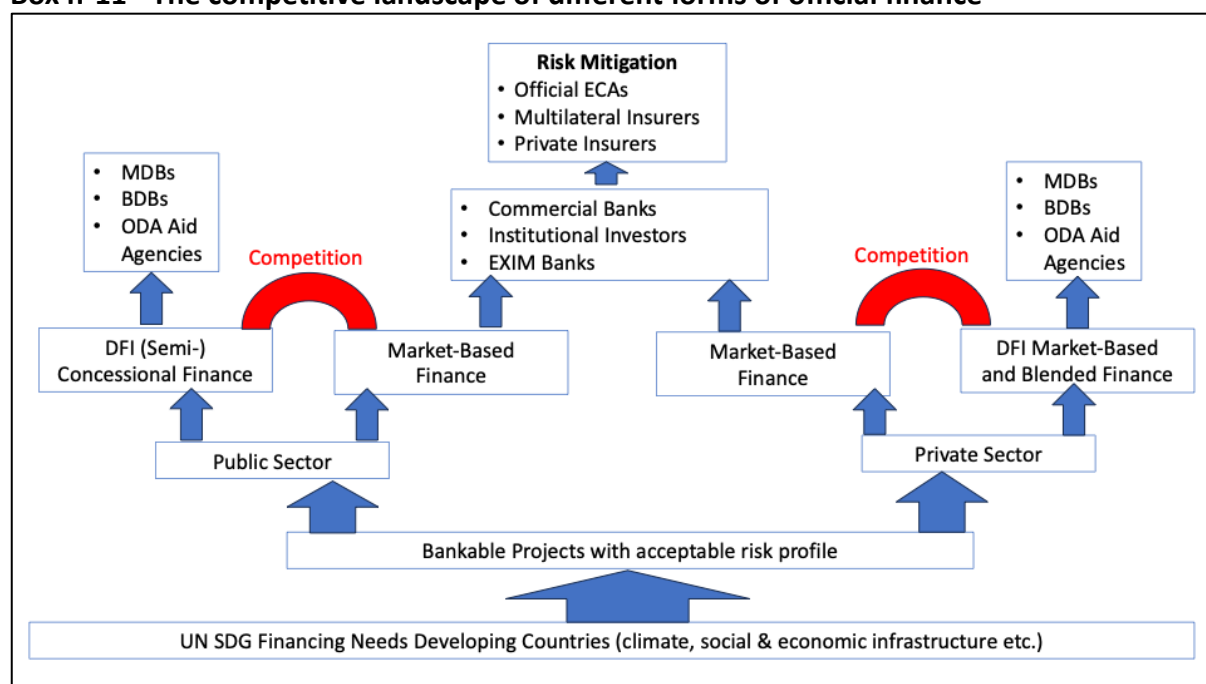 Risk Mitigation
• Official ECAs
• Multilateral Insurers
• Private Insurers
• MDBs
• BDBs
• ODA Aid
Agencies
• Commercial Banks
• Institutional Investors
• EXIM Banks
• MDBs
• BDBs
• ODA Aid
Agencies
Competition
Competition
DFI (Semi-)
Concessional Finance
Market-Based
Finance
Market-Based
Finance
DFI Market-Based
and Blended Finance
Public Sector
Private Sector
Bankable Projects with acceptable risk profile
UN SDG Financing Needs Developing Countries (climate, social & economic infrastructure etc.)